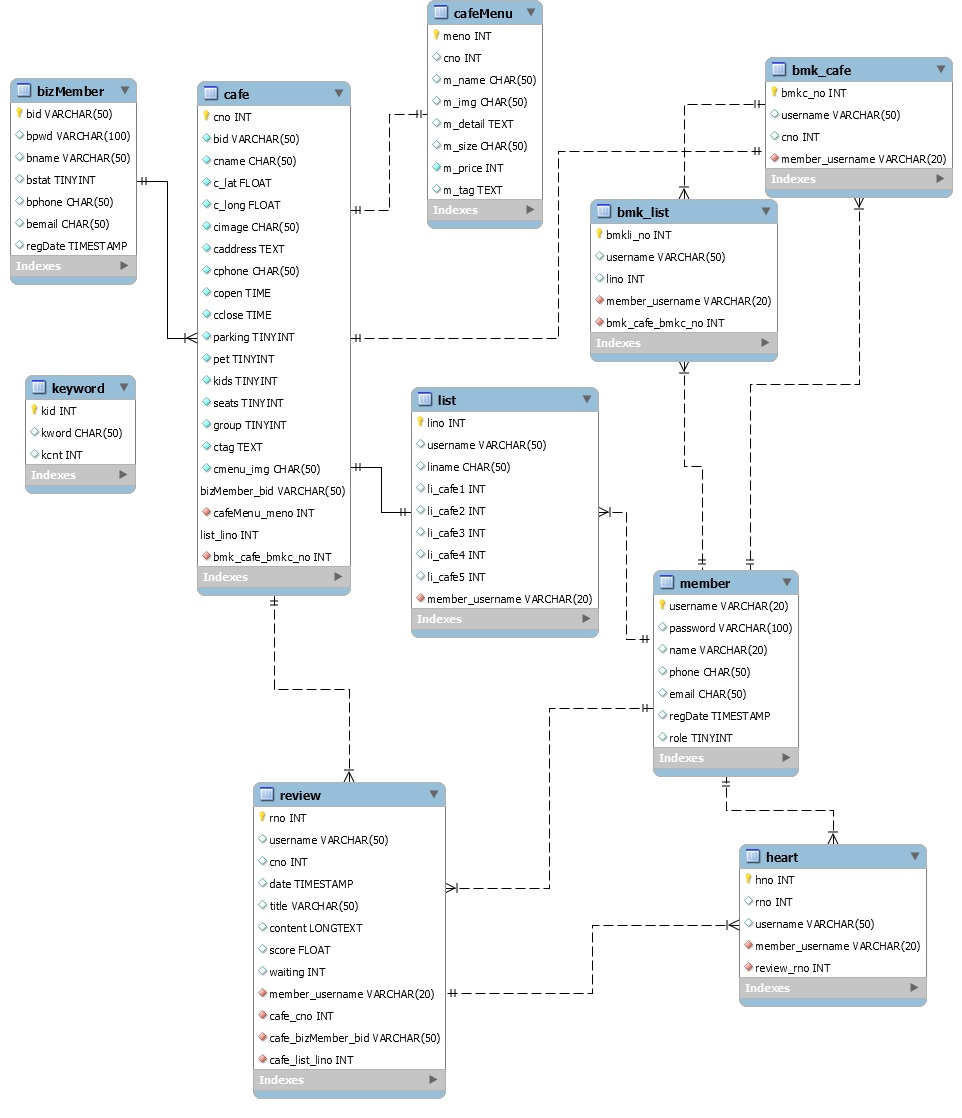 cafeMenu
meno INT
cno INT
m_name CHAR(50)
m_img CHAR(50)
m_detail TEXT
m_size CHAR(50)
m_price INT
m_tag TEXT
Indexes
bmk_cafe
bmkc_no INT
username VARCHAR(50)
cno INT
member_username VARCHAR(20)
Indexes
bizMember
bid VARCHAR(50)
bpwd VARCHAR(100)
bname VARCHAR(50)
bstat TINYINT
bphone CHAR(50)
bemail CHAR(50)
regDate TIMESTAMP
Indexes
cafe
cno INT
bid VARCHAR(50)
cname CHAR(50)
c_lat FLOAT
c_long FLOAT
cimage CHAR(50)
caddress TEXT
cphone CHAR(50)
copen TIME
cclose TIME
parking TINYINT
pet TINYINT
kids TINYINT
seats TINYINT
group TINYINT
ctag TEXT
cmenu_img CHAR(50)
bizMember_bid VARCHAR(50)
cafeMenu_meno INT
list_lino INT
bmk_cafe_bmkc_no INT
Indexes
bmk_list
bmkli_no INT
username VARCHAR(50)
lino INT
member_username VARCHAR(20)
bmk_cafe_bmkc_no INT
Indexes
keyword
kid INT
kword CHAR(50)
kcnt INT
Indexes
list
lino INT
username VARCHAR(50)
liname CHAR(50)
li_cafe1 INT
li_cafe2 INT
li_cafe3 INT
li_cafe4 INT
li_cafe5 INT
member_username VARCHAR(20)
Indexes
member
username VARCHAR(20)
password VARCHAR(100)
name VARCHAR(20)
phone CHAR(50)
email CHAR(50)
regDate TIMESTAMP
role TINYINT
Indexes
review
rno INT
username VARCHAR(50)
cno INT
date TIMESTAMP
title VARCHAR(50)
content LONGTEXT
score FLOAT
waiting INT
member_username VARCHAR(20)
cafe_cno INT
cafe_bizMember_bid VARCHAR(50)
cafe_list_lino INT
Indexes
heart
hno INT
rno INT
username VARCHAR(50)
member_username VARCHAR(20)
review_rno INT
Indexes